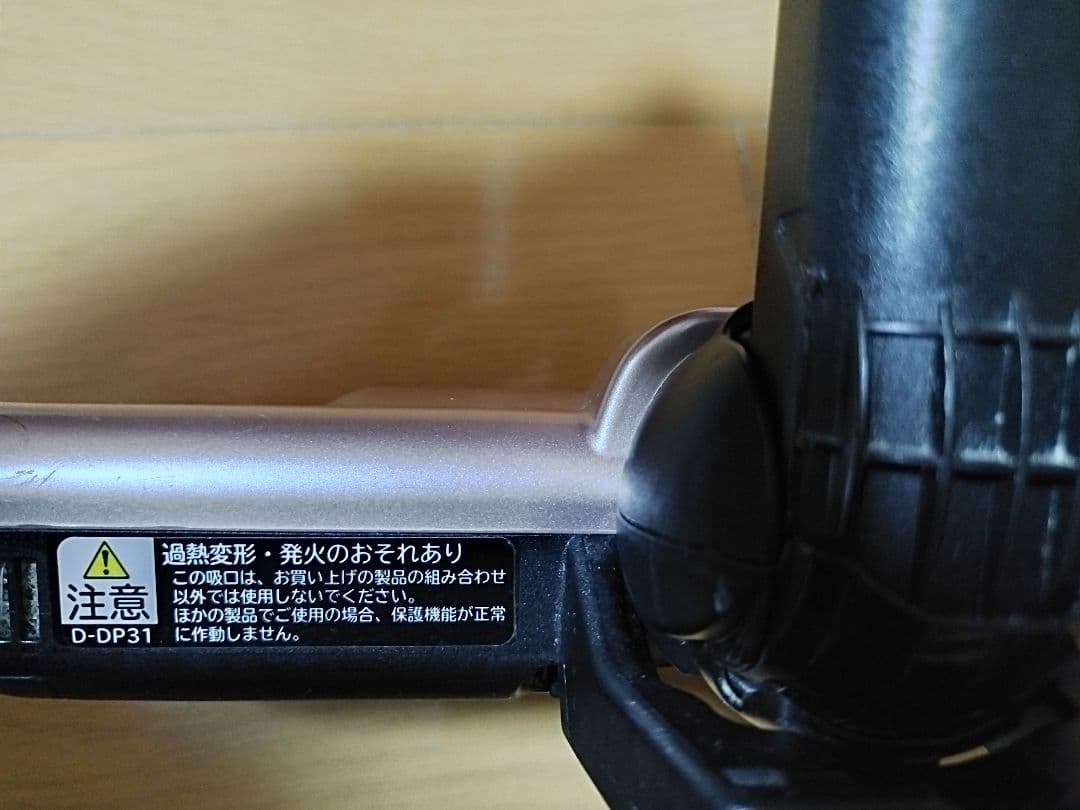 過熱変形・発火のおそれあり
この吸口は、お買い上げの製品の組み合わせ
以外では使用しないでください。
ほかの製品でご使用の場合、保護機能が正常
に作動しません。
注意
D-DP31